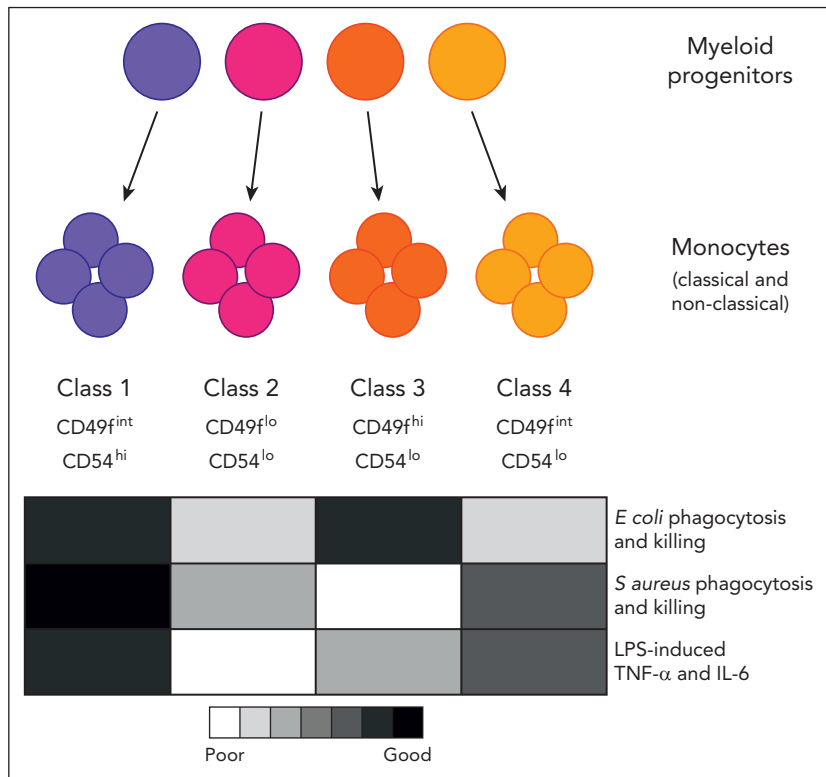 Myeloid
progenitors
Monocytes
(classical and
non-classical)
Class 1 Class 2 Class 3 Class 4
CD49f^int CD49f^lo CD49f^hi CD49f^int
CD54^hi CD54^lo CD54^lo CD54^lo
E coli phagocytosis
and killing
S aureus phagocytosis
and killing
LPS-induced
TNF-α and IL-6
Poor Good